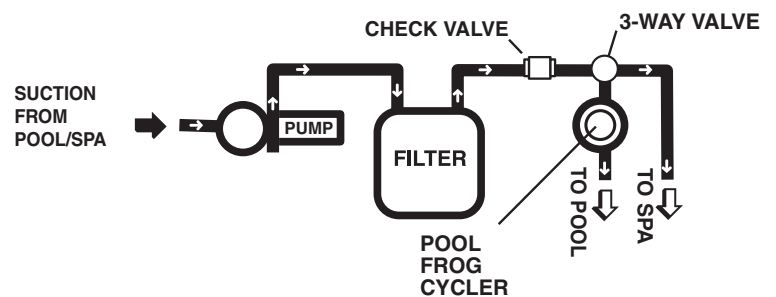 CHECK VALVE
3-WAY VALVE
SUCTION
FROM
POOL/SPA
PUMP
FILTER
TO POOL
TO SPA
POOL
FROG
CYCLER